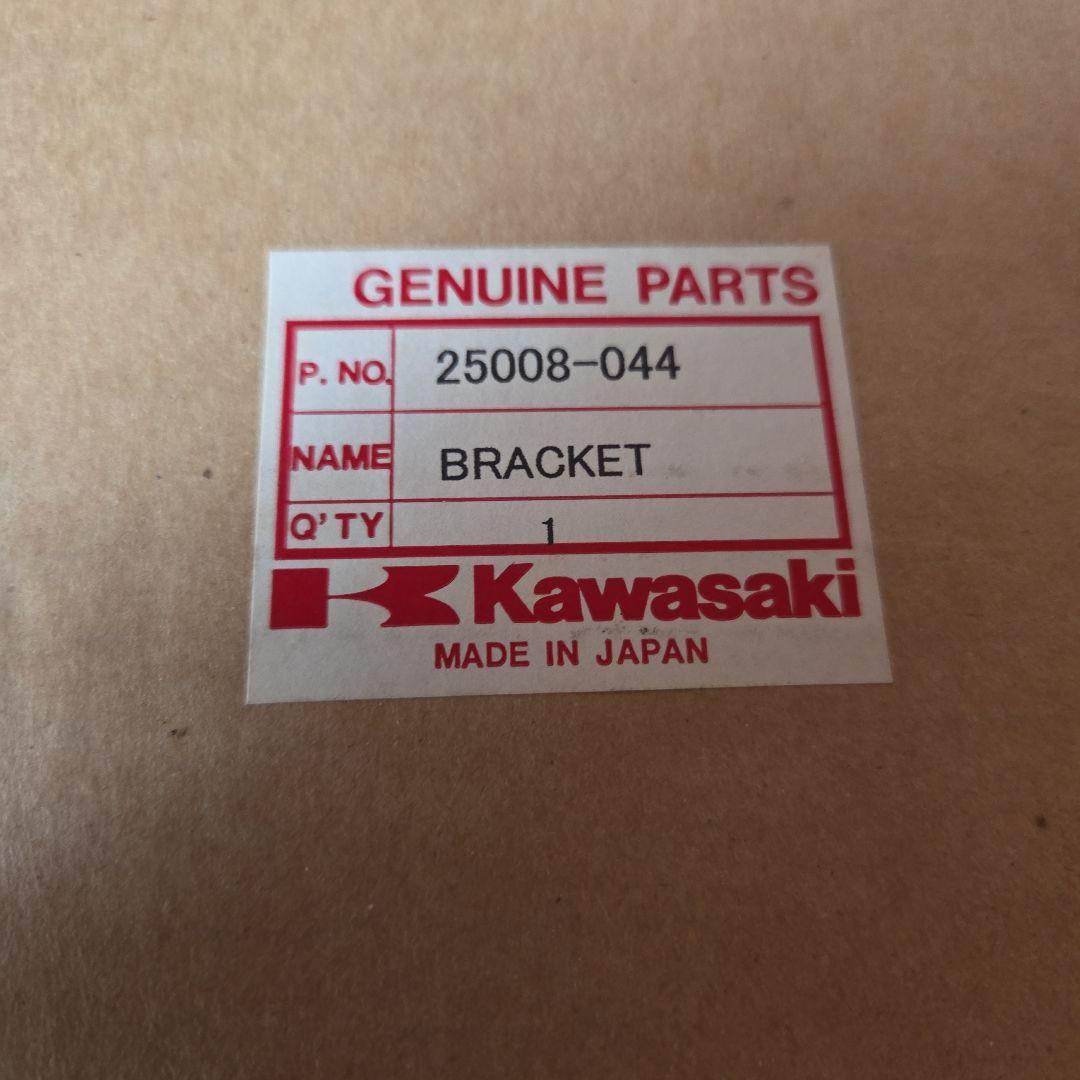 GENUINE PARTS
P. NO. 25008-044
NAME BRACKET
Q'TY 1
Kawasaki
MADE IN JAPAN